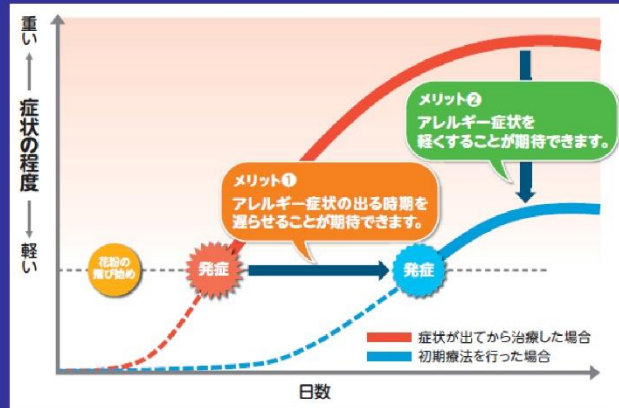 重い
症状の程度
軽い
メリット❶
アレルギー症状の出る時期を
遅らせることが期待できます。
メリット❷
アレルギー症状を
軽くすることが期待できます。
花粉の
飛び始め
発症
発症
症状が出てから治療した場合
初期療法を行った場合
日数